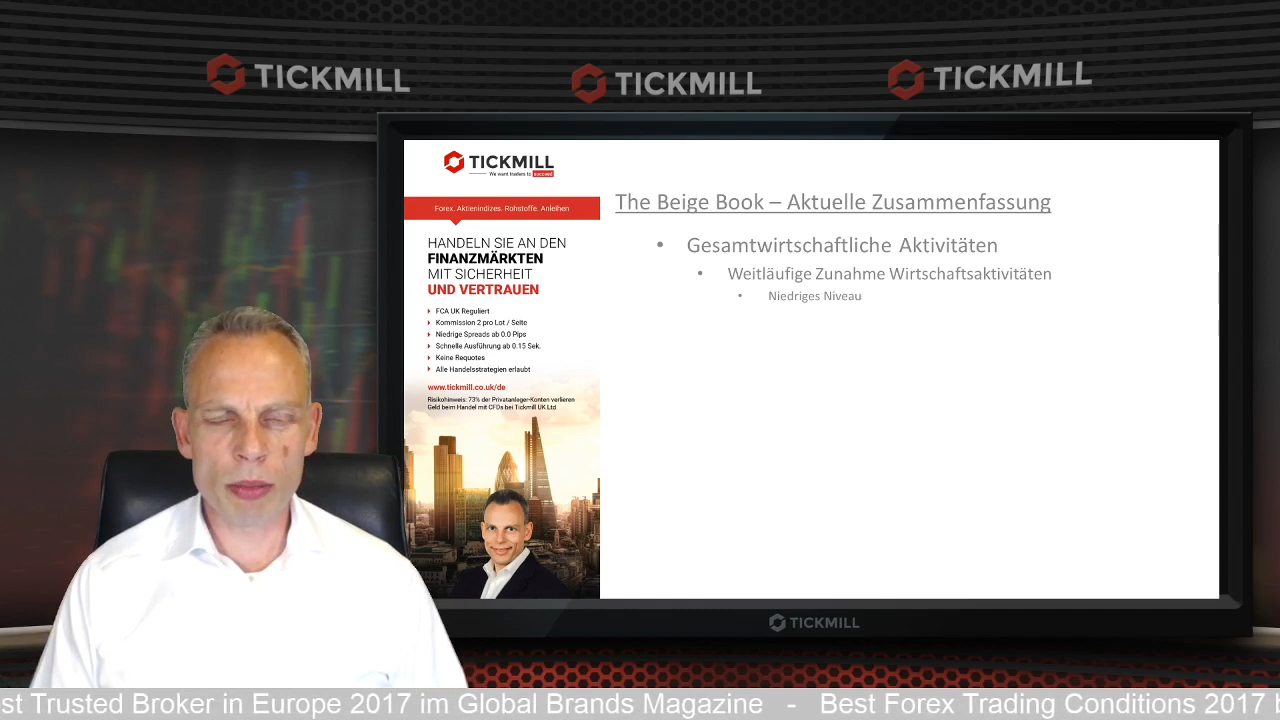 TICKMILL
TICKMILL
TICKMILL
TICKMILL
We want traders to succeed
Forex. Aktienindizes. Rohstoffe. Anleihen
HANDELN SIE AN DEN
FINANZMÄRKTEN
MIT SICHERHEIT
UND VERTRAUEN
FCA UK Reguliert
Kommission 2 pro Lot / Seite
Niedrige Spreads ab 0.0 Pips
Schnelle Ausführung ab 0.15 Sek.
Keine Requotes
Alle Handelsstrategien erlaubt
www.tickmill.co.uk/de
Risikohinweis: 73% der Privatanleger-Konten verlieren
Geld beim Handel mit CFDs bei Tickmill UK Ltd.
The Beige Book – Aktuelle Zusammenfassung
• Gesamtwirtschaftliche Aktivitäten
• Weitläufige Zunahme Wirtschaftsaktivitäten
• Niedriges Niveau
TICKMILL
st Trusted Broker in Europe 2017 im Global Brands Magazine - Best Forex Trading Conditions 2017